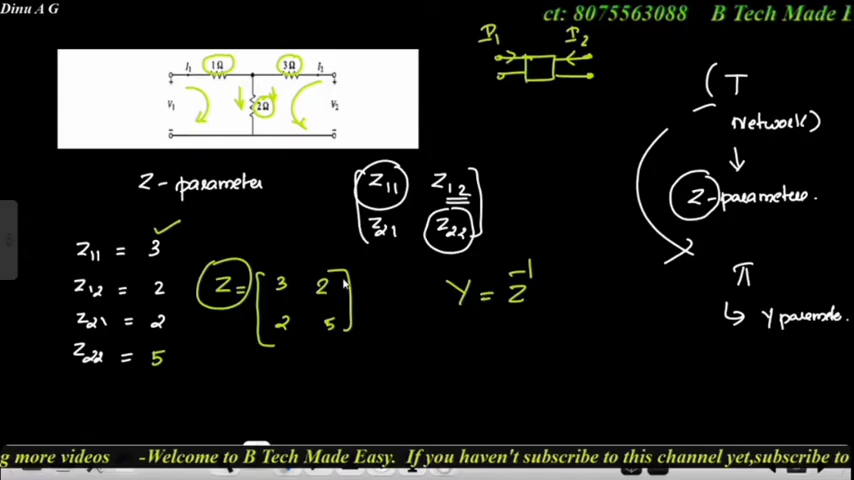 Dinu A G
ct: 8075563088    B Tech Made E
I1    I2
1Ω    3Ω
I1    I2
+    +
V1    2Ω    V2
(T
Network)
Z-parameters.
π
↳ Y paramete.
Z-parameter
Z11  Z12
Z21  Z22
Z11 = 3 ✓
Z12 = 2
Z21 = 2
Z22 = 5
Z = [3 2
2 5]
Y = Z⁻¹
g more videos    -Welcome to B Tech Made Easy.  If you haven't subscribe to this channel yet,subscribe to